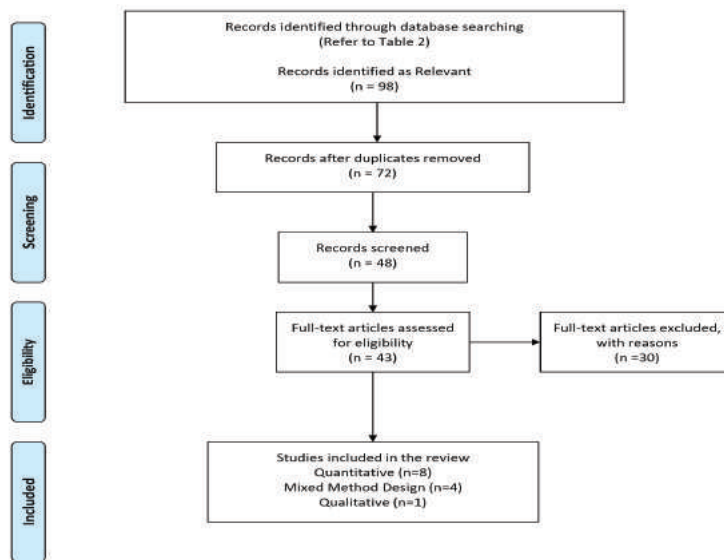 Identification
Records identified through database searching
(Refer to Table 2)
Records identified as Relevant
(n = 98)
Records after duplicates removed
(n = 72)
Screening
Records screened
(n = 48)
Eligibility
Full-text articles assessed
for eligibility
(n = 43)
Full-text articles excluded,
with reasons
(n =30)
Included
Studies included in the review
Quantitative (n=8)
Mixed Method Design (n=4)
Qualitative (n=1)